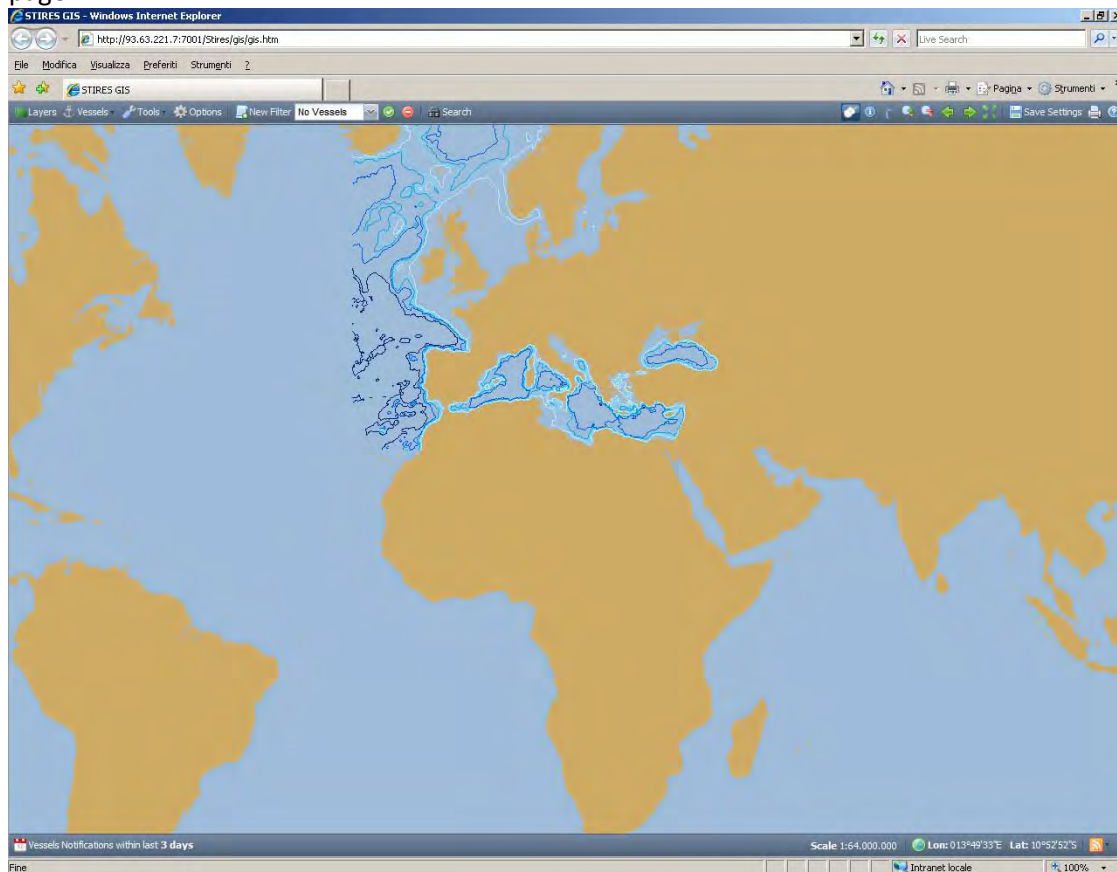 page
STIRES GIS - Windows Internet Explorer
http://93.63.221.7:7001/Stires/gis/gis.htm Live Search
File Modifica Visualizza Preferiti Strumenti ?
STIRES GIS Pagina Strumenti
Layers Vessels Tools Options New Filter No Vessels Search Save Settings
Vessels Notifications within last 3 days Scale 1:64.000.000 Lon: 013°49'33"E Lat: 10°52'52"S
Fine Intranet locale 100%